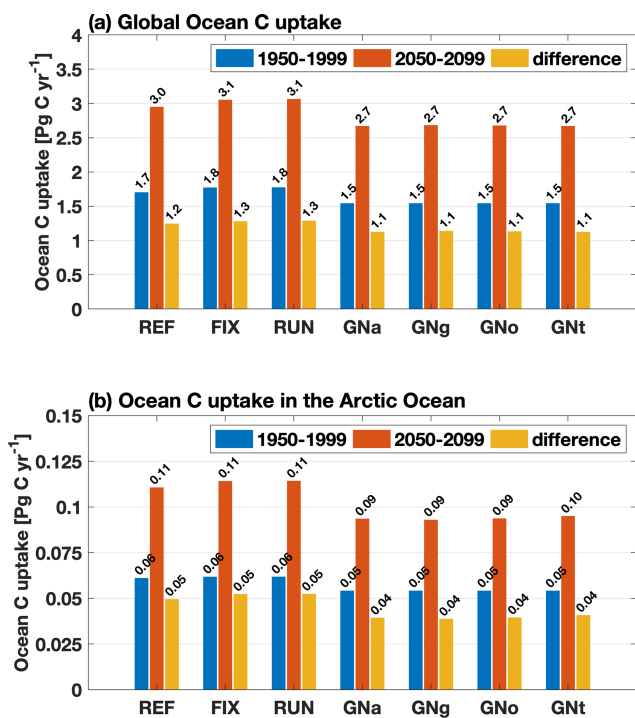 (a) Global Ocean C uptake
1950-1999 2050-2099 difference
Ocean C uptake [Pg C yr⁻¹]
4
3.5
3
2.5
2
1.5
1
0.5
0
1.7 3.0 1.2 1.8 3.1 1.3 1.8 3.1 1.3 1.5 2.7 1.1 1.5 2.7 1.1 1.5 2.7 1.1 1.5 2.7 1.1
REF FIX RUN GNa GNg GNo GNt
(b) Ocean C uptake in the Arctic Ocean
1950-1999 2050-2099 difference
Ocean C uptake [Pg C yr⁻¹]
0.15
0.125
0.1
0.075
0.05
0.025
0
0.06 0.11 0.05 0.06 0.11 0.05 0.06 0.11 0.05 0.05 0.09 0.04 0.05 0.09 0.04 0.05 0.09 0.04 0.05 0.10 0.04
REF FIX RUN GNa GNg GNo GNt